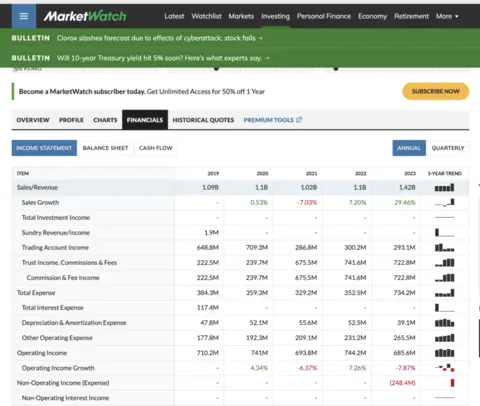 MarketWatch Latest Watchlist Markets Investing Personal Finance Economy Retirement More
BULLETIN Clorox slashes forecast due to effects of cyberattack; stock falls →
BULLETIN Will 10-year Treasury yield hit 5% soon? Here's what experts say. →
Become a MarketWatch subscriber today. Get Unlimited Access for 50% off 1 Year SUBSCRIBE NOW
OVERVIEW PROFILE CHARTS FINANCIALS HISTORICAL QUOTES PREMIUM TOOLS
INCOME STATEMENT BALANCE SHEET CASH FLOW ANNUAL QUARTERLY
ITEM 2019 2020 2021 2022 2023 5-YEAR TREND
Sales/Revenue 1.09B 1.1B 1.02B 1.1B 1.42B
Sales Growth - 0.53% -7.03% 7.20% 29.46%
Total Investment Income - - - - -
Sundry Revenue/Income 1.9M - - - -
Trading Account Income 648.8M 709.3M 286.8M 300.2M 293.1M
Trust Income, Commissions & Fees 222.5M 239.7M 675.5M 741.6M 722.8M
Commission & Fee Income 222.5M 239.7M 675.5M 741.6M 722.8M
Total Expense 384.3M 359.3M 329.2M 352.5M 734.2M
Total Interest Expense 117.4M - - - -
Depreciation & Amortization Expense 47.8M 52.1M 55.6M 52.5M 39.1M
Other Operating Expense 177.8M 192.3M 209.1M 231.2M 265.5M
Operating Income 710.2M 741M 693.8M 744.2M 685.6M
Operating Income Growth - 4.34% -6.37% 7.26% -7.87%
Non-Operating Income (Expense) - - - - (248.4M)
Non-Operating Interest Income - - - - -